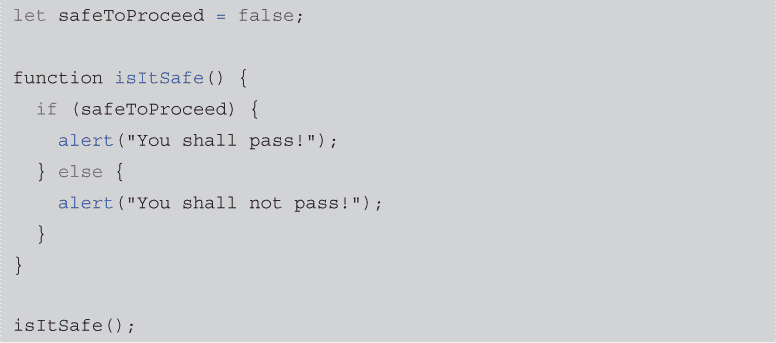 let safeToProceed = false;

function isItSafe() {
  if (safeToProceed) {
    alert("You shall pass!");
  } else {
    alert("You shall not pass!");
  }
}

isItSafe();